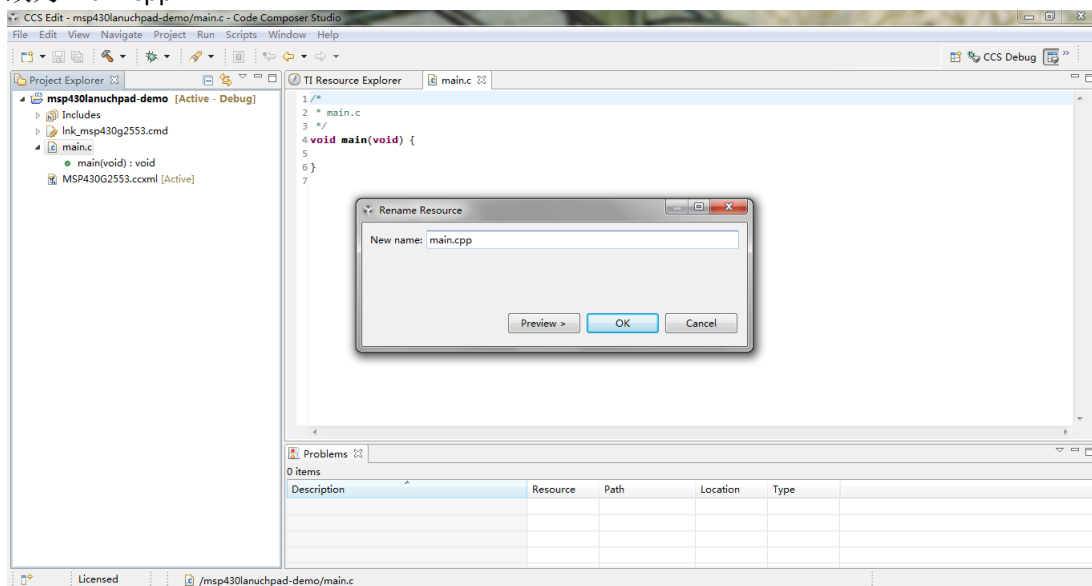 CCS Edit - msp430lanuchpad-demo/main.c - Code Composer Studio
File Edit View Navigate Project Run Scripts Window Help
CCS Debug
Project Explorer
TI Resource Explorer
main.c
msp430lanuchpad-demo [Active - Debug]
Includes
lnk_msp430g2553.cmd
main.c
main(void) : void
MSP430G2553.ccxml [Active]
1 /*
2 * main.c
3 */
4 void main(void) {
5
6 }
7
Rename Resource
New name: main.cpp
Preview > OK Cancel
Problems
0 items
Description Resource Path Location Type
Licensed /msp430lanuchpad-demo/main.c